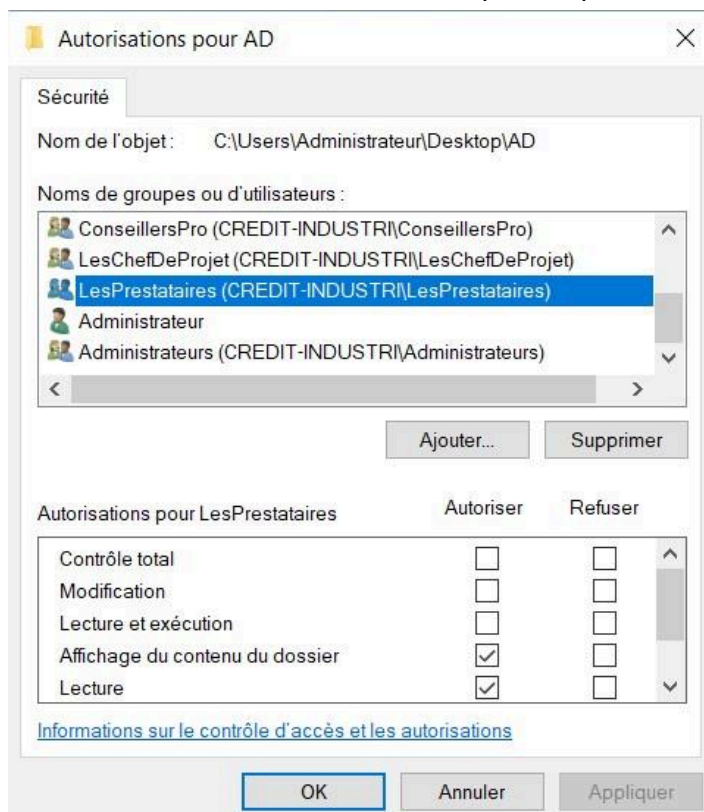 Autorisations pour AD
Sécurité
Nom de l'objet : C:\Users\Administrateur\Desktop\AD
Noms de groupes ou d'utilisateurs :
ConseillersPro (CREDIT-INDUSTRI\ConseillersPro)
LesChefDeProjet (CREDIT-INDUSTRI\LesChefDeProjet)
LesPrestataires (CREDIT-INDUSTRI\LesPrestataires)
Administrateur
Administrateurs (CREDIT-INDUSTRI\Administrateurs)
Ajouter... Supprimer
Autorisations pour LesPrestataires Autoriser Refuser
Contrôle total
Modification
Lecture et exécution
Affichage du contenu du dossier
Lecture
Informations sur le contrôle d'accès et les autorisations
OK Annuler Appliquer